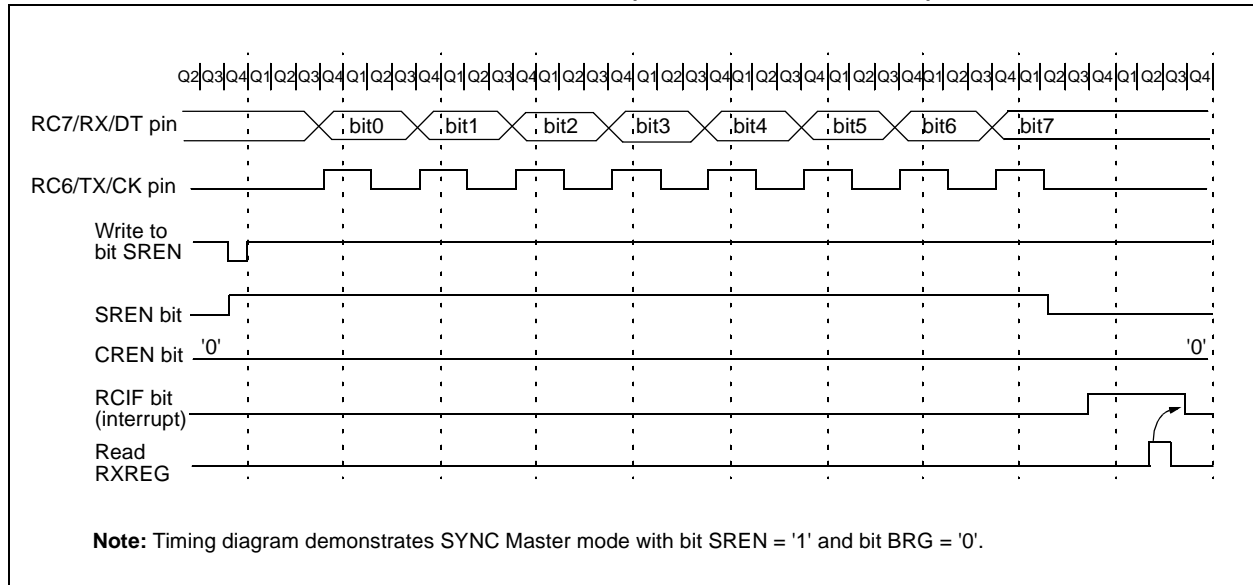 Q2 Q3 Q4 Q1 Q2 Q3 Q4 Q1 Q2 Q3 Q4 Q1 Q2 Q3 Q4 Q1 Q2 Q3 Q4 Q1 Q2 Q3 Q4 Q1 Q2 Q3 Q4 Q1 Q2 Q3 Q4 Q1 Q2 Q3 Q4 Q1 Q2 Q3 Q4 Q1 Q2 Q3 Q4
RC7/RX/DT pin bit0 bit1 bit2 bit3 bit4 bit5 bit6 bit7
RC6/TX/CK pin
Write to
bit SREN
SREN bit
CREN bit '0' '0'
RCIF bit
(interrupt)
Read
RXREG
Note: Timing diagram demonstrates SYNC Master mode with bit SREN = '1' and bit BRG = '0'.